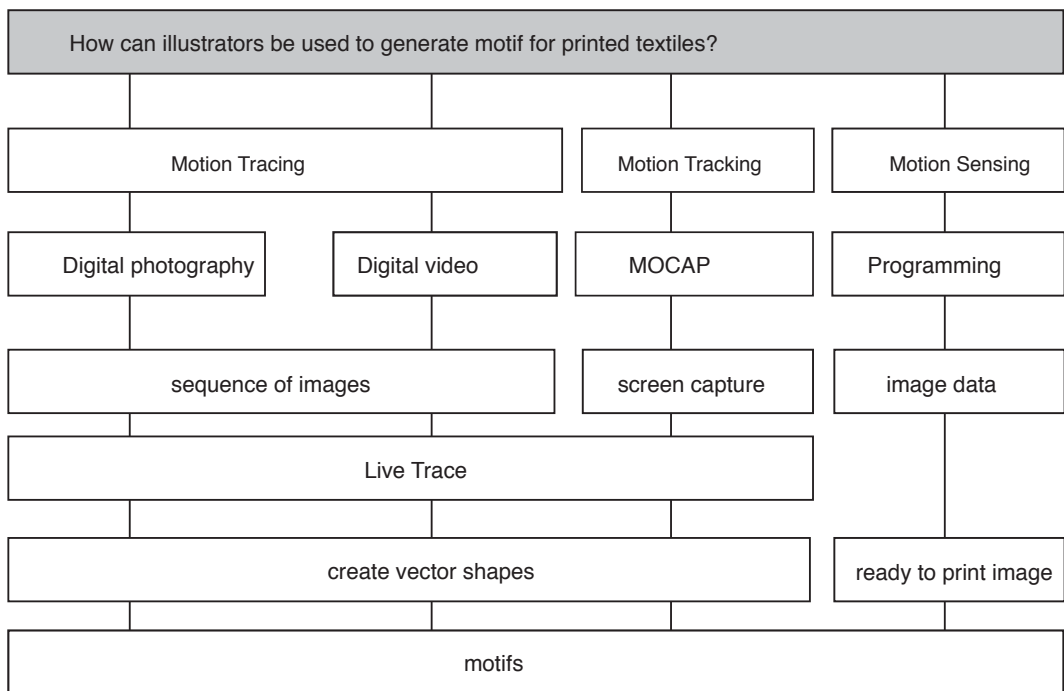 How can illustrators be used to generate motif for printed textiles?
Motion Tracing
Motion Tracking
Motion Sensing
Digital photography
Digital video
MOCAP
Programming
sequence of images
screen capture
image data
Live Trace
create vector shapes
ready to print image
motifs